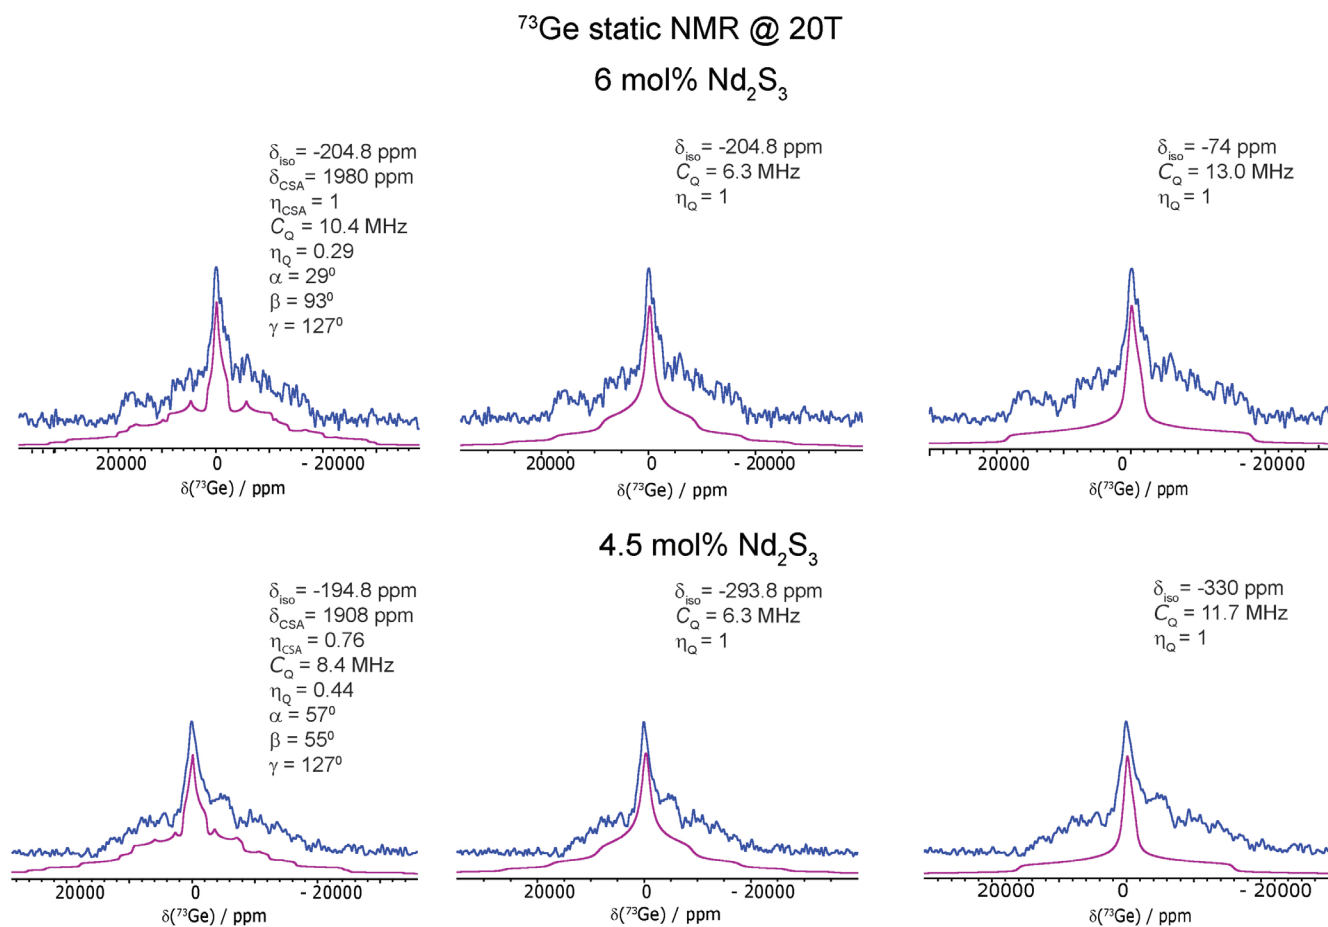 ⁷³Ge static NMR @ 20T
6 mol% Nd₂S₃
δiso= -204.8 ppm
δCSA= 1980 ppm
ηCSA= 1
CQ = 10.4 MHz
ηQ = 0.29
α = 29⁰
β = 93⁰
γ = 127⁰
20000 0 - 20000
δ(⁷³Ge) / ppm
δiso= -204.8 ppm
CQ = 6.3 MHz
ηQ = 1
20000 0 - 20000
δ(⁷³Ge) / ppm
δiso= -74 ppm
CQ = 13.0 MHz
ηQ = 1
20000 0 - 20000
δ(⁷³Ge) / ppm
4.5 mol% Nd₂S₃
δiso= -194.8 ppm
δCSA= 1908 ppm
ηCSA = 0.76
CQ = 8.4 MHz
ηQ = 0.44
α = 57⁰
β = 55⁰
γ = 127⁰
20000 0 - 20000
δ(⁷³Ge) / ppm
δiso= -293.8 ppm
CQ = 6.3 MHz
ηQ = 1
20000 0 - 20000
δ(⁷³Ge) / ppm
δiso= -330 ppm
CQ = 11.7 MHz
ηQ = 1
20000 0 - 20000
δ(⁷³Ge) / ppm